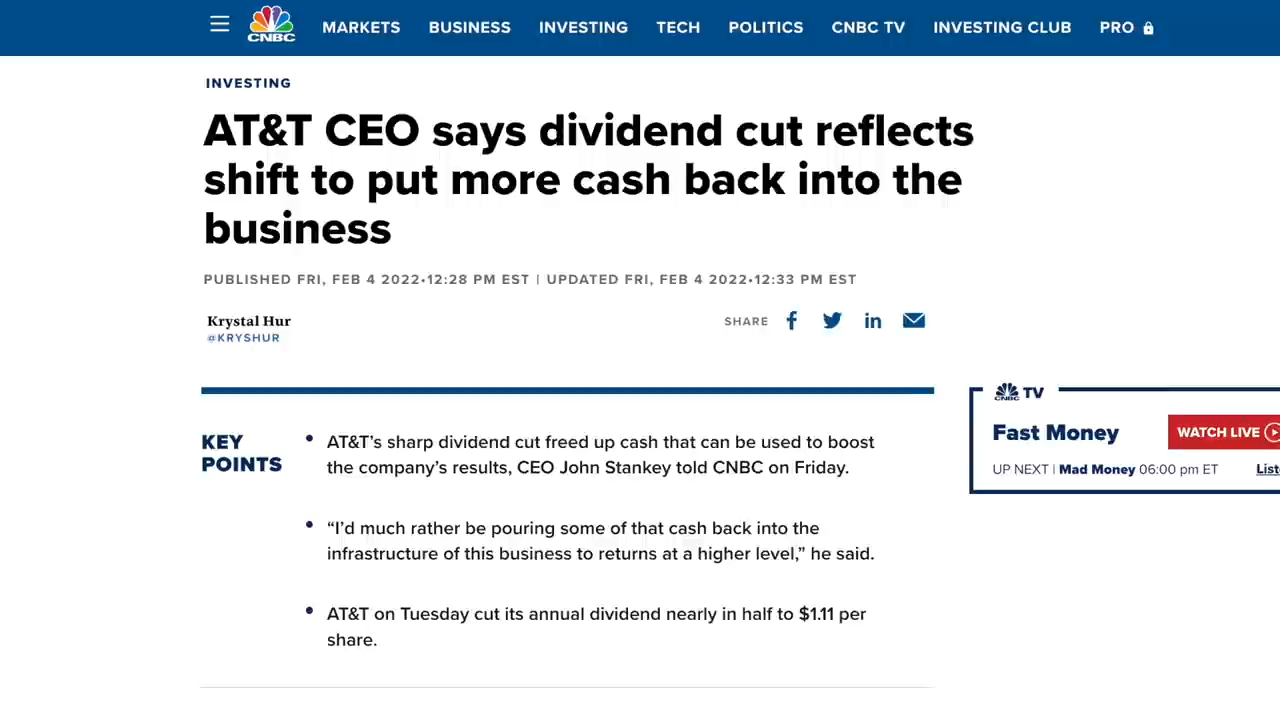 CNBC MARKETS BUSINESS INVESTING TECH POLITICS CNBC TV INVESTING CLUB PRO
INVESTING
AT&T CEO says dividend cut reflects
shift to put more cash back into the
business
PUBLISHED FRI, FEB 4 2022•12:28 PM EST | UPDATED FRI, FEB 4 2022•12:33 PM EST
Krystal Hur
@KRYSHUR
SHARE
KEY
POINTS
• AT&T's sharp dividend cut freed up cash that can be used to boost
the company's results, CEO John Stankey told CNBC on Friday.
• “I'd much rather be pouring some of that cash back into the
infrastructure of this business to returns at a higher level,” he said.
• AT&T on Tuesday cut its annual dividend nearly in half to $1.11 per
share.
CNBC TV
Fast Money
WATCH LIVE
UP NEXT | Mad Money 06:00 pm ET